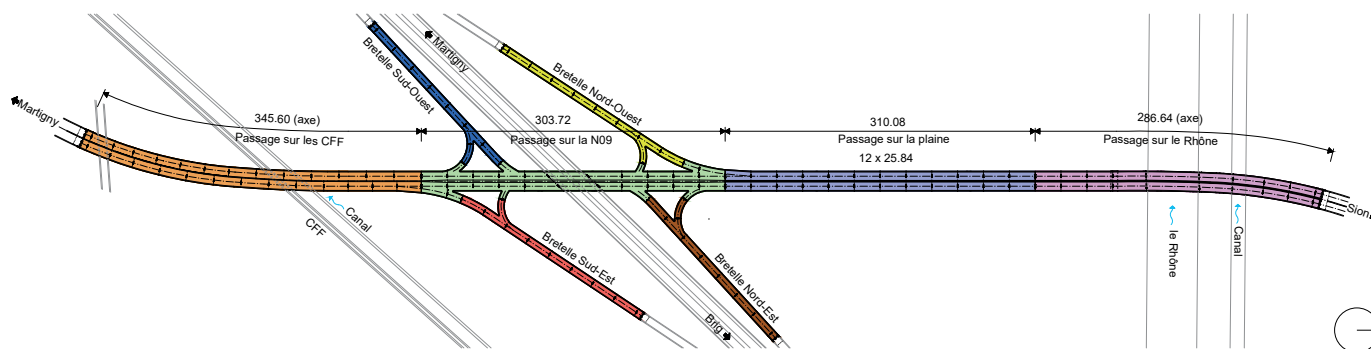 Martigny
345.60 (axe)
Passage sur les CFF
303.72
Passage sur la N09
310.08
Passage sur la plaine
12 x 25.84
286.64 (axe)
Passage sur le Rhône
Bretelle Sud-Ouest
Martigny
Bretelle Nord-Ouest
Canal
CFF
Bretelle Sud-Est
Brig
Bretelle Nord-Est
le Rhône
Canal
Sion